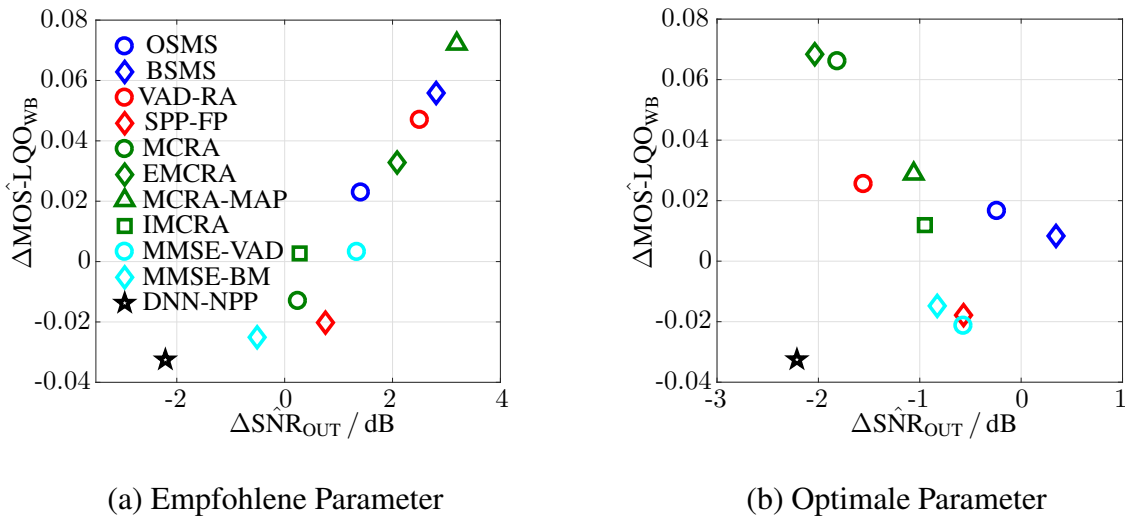 0.08
0.06
0.04
0.02
0
-0.02
-0.04
ΔMOŜ-LQO_WB
OSMS
BSMS
VAD-RA
SPP-FP
MCRA
EMCRA
MCRA-MAP
IMCRA
MMSE-VAD
MMSE-BM
DNN-NPP
-2 0 2 4
ΔSN̂R_OUT / dB
(a) Empfohlene Parameter
0.08
0.06
0.04
0.02
0
-0.02
-0.04
ΔMOŜ-LQO_WB
-3 -2 -1 0 1
ΔSN̂R_OUT / dB
(b) Optimale Parameter